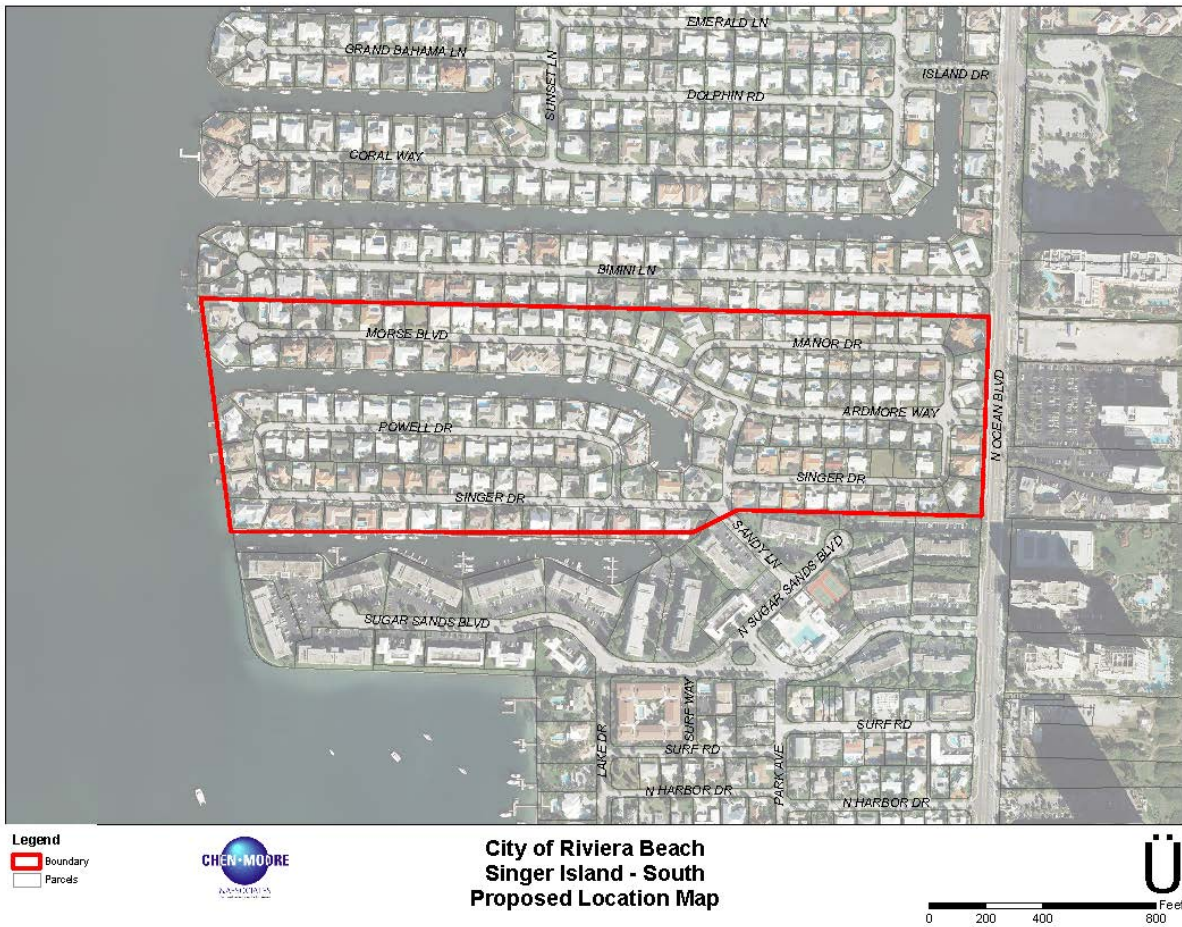 EMERALD LN
GRAND BAHAMA LN
ISLAND DR
SUNSET LN
DOLPHIN RD
CORAL WAY
BIMINI LN
MORSE BLVD
MANOR DR
N OCEAN BLVD
ARDMORE WAY
POWELL DR
SINGER DR
SINGER DR
SANDY LN
N SUGAR SANDS BLVD
SUGAR SANDS BLVD
SURF WAY
LAKE DR
SURF RD
SURF RD
PARK AVE
N HARBOR DR
N HARBOR DR
Legend
Boundary
Parcels
CHEN•MOORE
& ASSOCIATES
City of Riviera Beach
Singer Island - South
Proposed Location Map
Ü
Feet
0 200 400 800